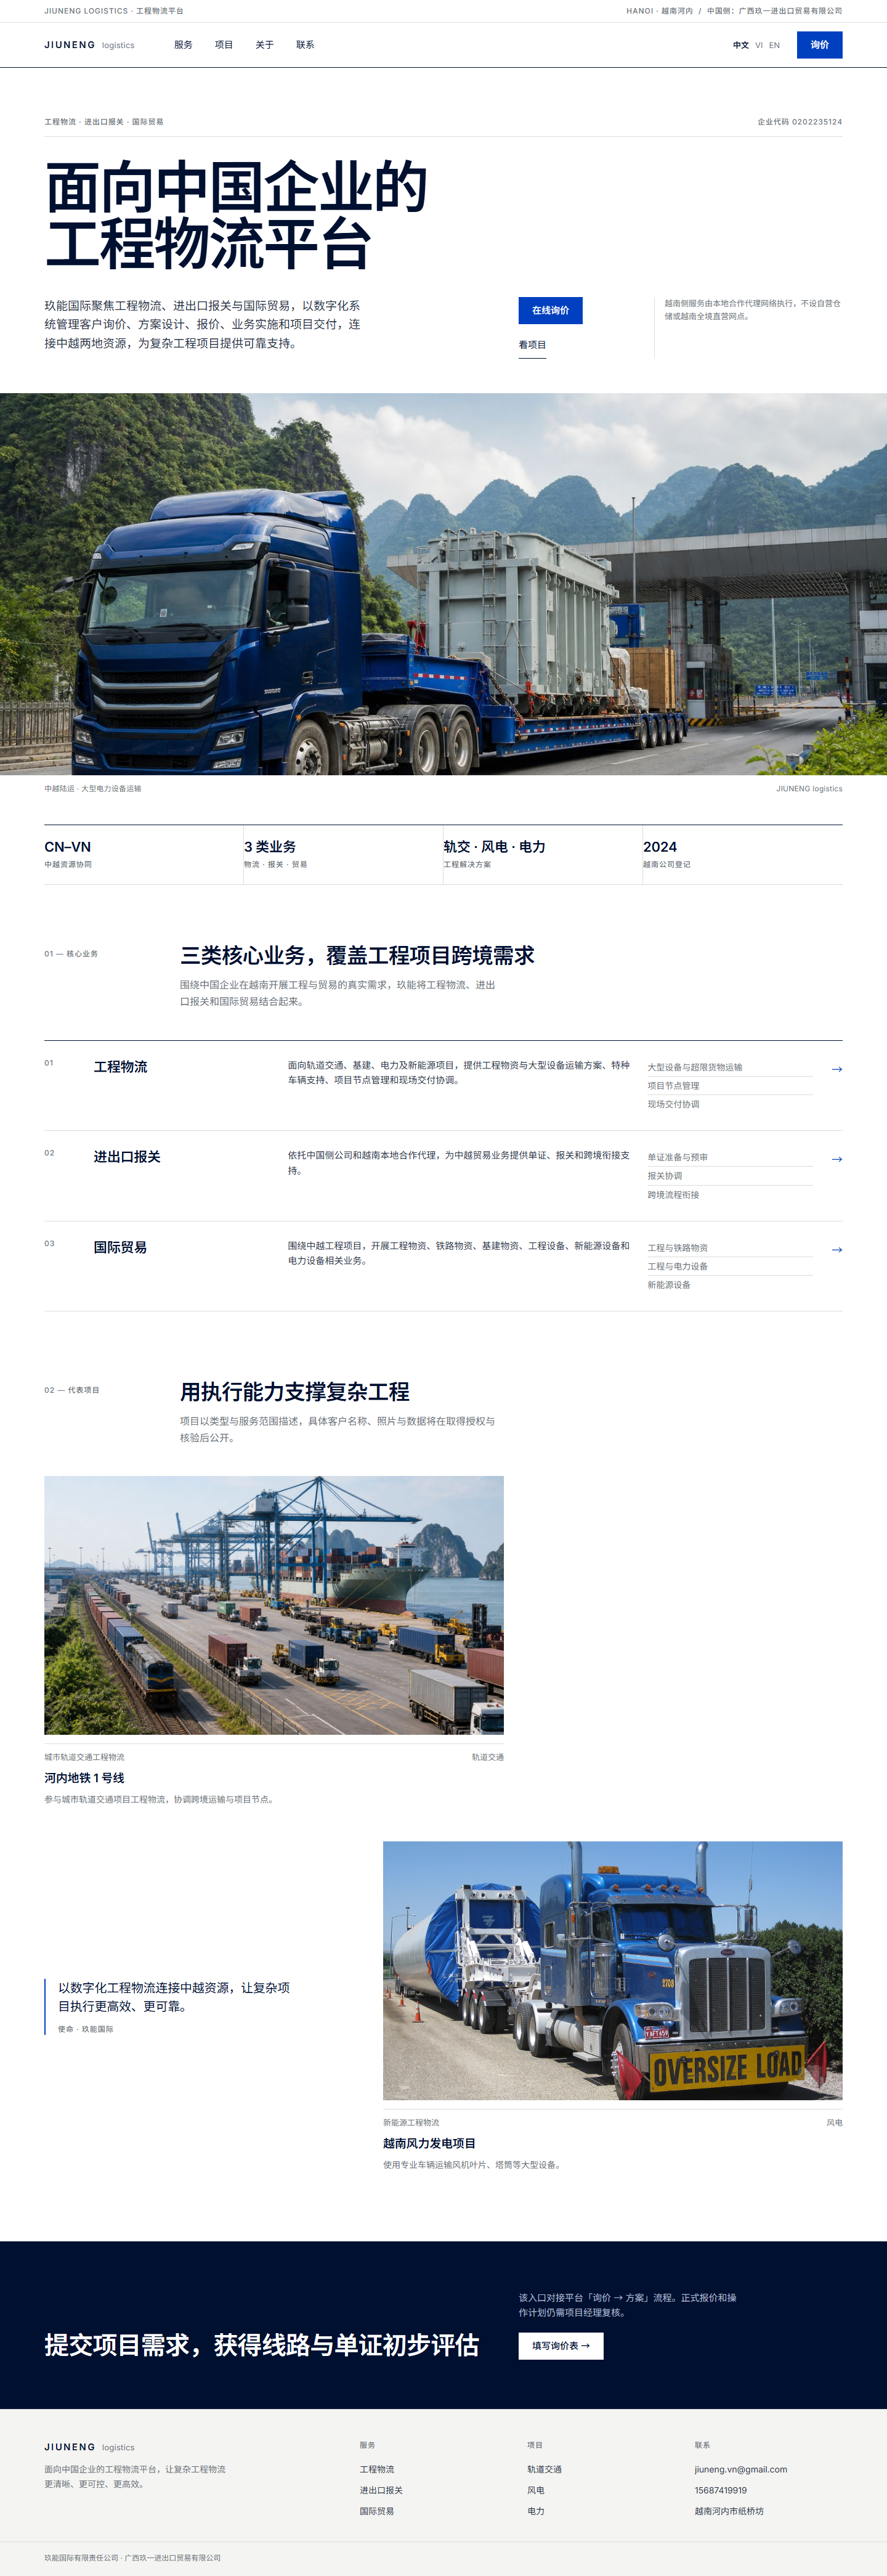 JIUNENG LOGISTICS · 工程物流平台
HANOI · 越南河内 / 中国侧：广西玖一进出口贸易有限公司
JIUNENG logistics
服务
项目
关于
联系
中文 VI EN
询价
工程物流 · 进出口报关 · 国际贸易
企业代码 0202235124
面向中国企业的
工程物流平台
玖能国际聚焦工程物流、进出口报关与国际贸易，以数字化系
统管理客户询价、方案设计、报价、业务实施和项目交付，连
接中越两地资源，为复杂工程项目提供可靠支持。
在线询价
看项目
越南侧服务由本地合作代理网络执行，不设自营仓
储或越南全境直营网点。
中越陆运 · 大型电力设备运输
JIUNENG logistics
CN–VN
中越资源协同
3 类业务
物流 · 报关 · 贸易
轨交 · 风电 · 电力
工程解决方案
2024
越南公司登记
01 — 核心业务
三类核心业务，覆盖工程项目跨境需求
围绕中国企业在越南开展工程与贸易的真实需求，玖能将工程物流、进出
口报关和国际贸易结合起来。
01
工程物流
面向轨道交通、基建、电力及新能源项目，提供工程物资与大型设备运输方案、特种
车辆支持、项目节点管理和现场交付协调。
大型设备与超限货物运输
项目节点管理
现场交付协调
→
02
进出口报关
依托中国侧公司和越南本地合作代理，为中越贸易业务提供单证、报关和跨境衔接支
持。
单证准备与预审
报关协调
跨境流程衔接
→
03
国际贸易
围绕中越工程项目，开展工程物资、铁路物资、基建物资、工程设备、新能源设备和
电力设备相关业务。
工程与铁路物资
工程与电力设备
新能源设备
→
02 — 代表项目
用执行能力支撑复杂工程
项目以类型与服务范围描述，具体客户名称、照片与数据将在取得授权与
核验后公开。
城市轨道交通工程物流
轨道交通
河内地铁 1 号线
参与城市轨道交通项目工程物流，协调跨境运输与项目节点。
以数字化工程物流连接中越资源，让复杂项
目执行更高效、更可靠。
使命 · 玖能国际
2703
OVERSIZE LOAD
新能源工程物流
风电
越南风力发电项目
使用专业车辆运输风机叶片、塔筒等大型设备。
提交项目需求，获得线路与单证初步评估
该入口对接平台「询价 → 方案」流程。正式报价和操
作计划仍需项目经理复核。
填写询价表 →
JIUNENG logistics
面向中国企业的工程物流平台，让复杂工程物流
更清晰、更可控、更高效。
服务
工程物流
进出口报关
国际贸易
项目
轨道交通
风电
电力
联系
jiuneng.vn@gmail.com
15687419919
越南河内市纸桥坊
玖能国际有限责任公司 · 广西玖一进出口贸易有限公司